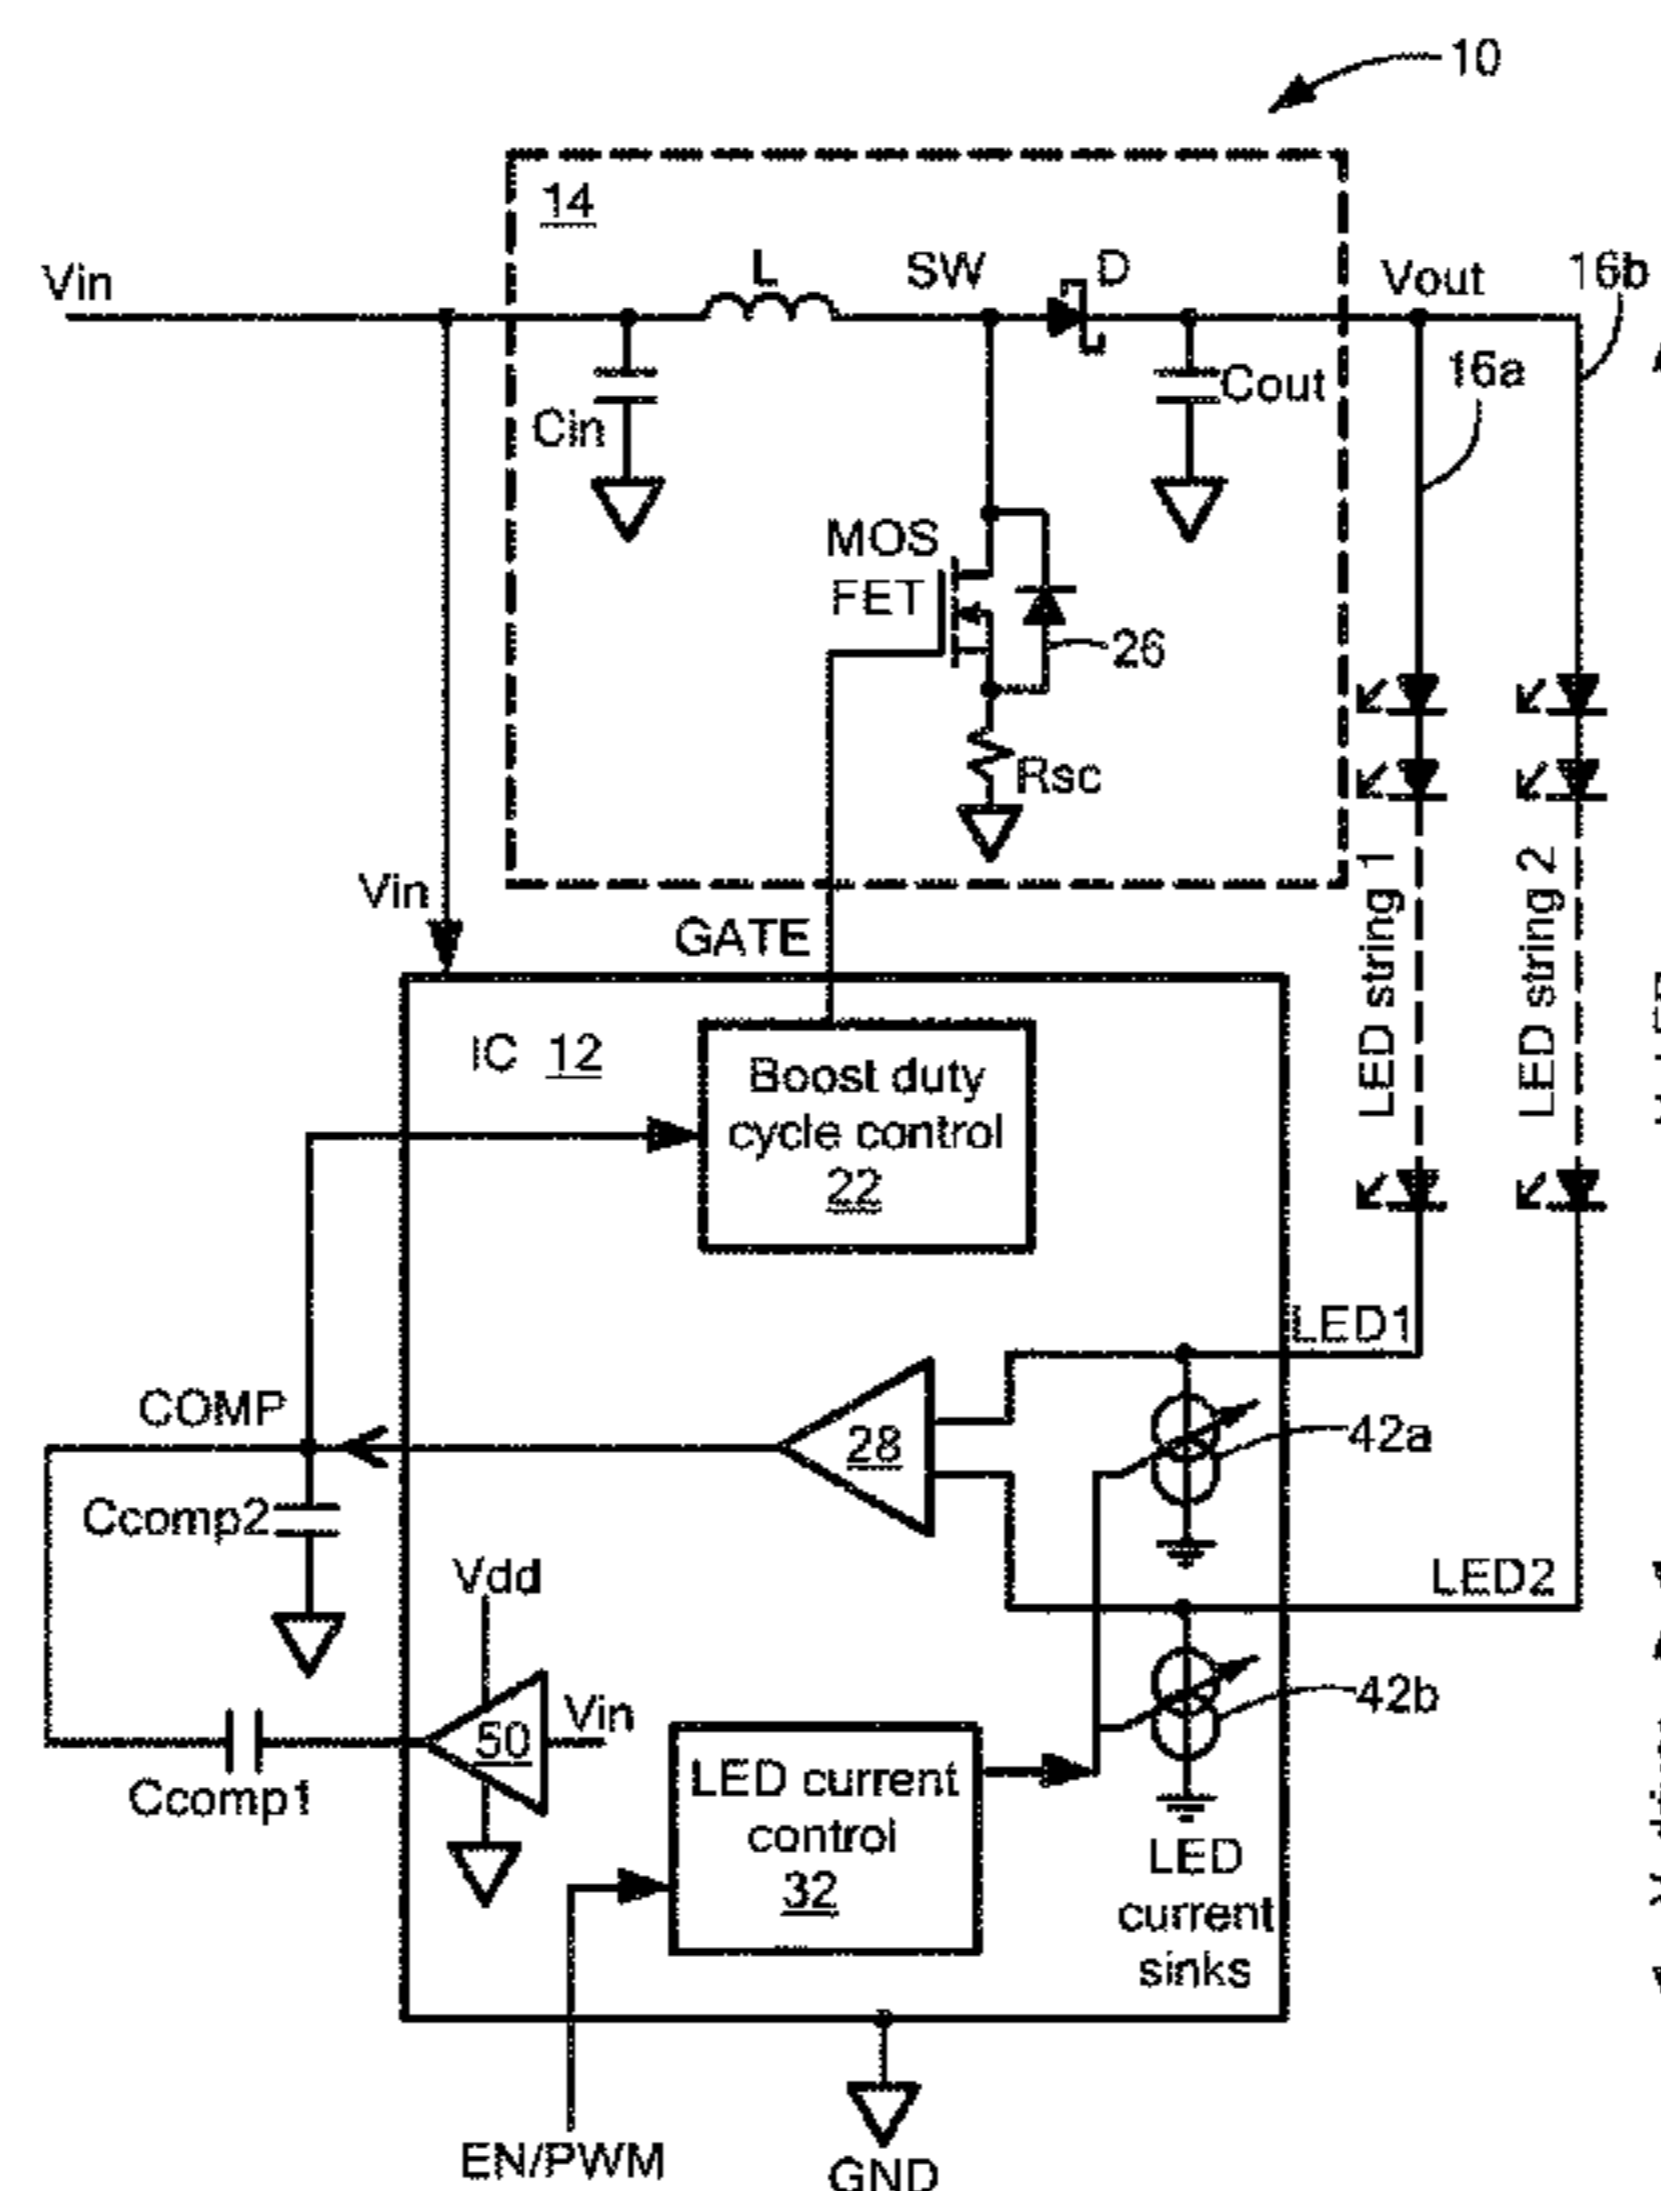 10
14
Vin
L
SW
D
Vout
16b
16a
Cin
Cout
MOS
FET
26
Rsc
Vin
GATE
LED string 1
LED string 2
IC 12
Boost duty
cycle control
22
LED1
COMP
28
42a
Ccomp2
Vdd
LED2
50
Vin
42b
Ccomp1
LED current
control
32
LED
current
sinks
EN/PWM
GND